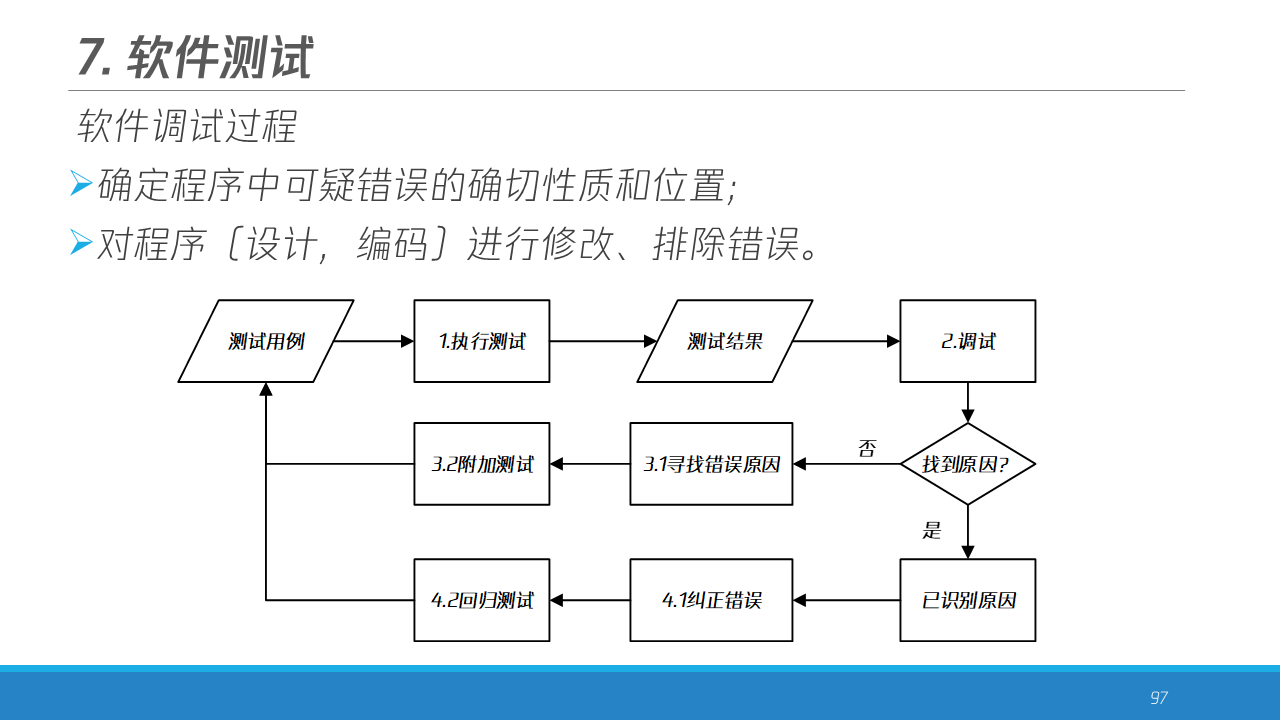 7. 软件测试
软件调试过程
确定程序中可疑错误的确切性质和位置；
对程序（设计，编码）进行修改、排除错误。
测试用例
1.执行测试
测试结果
2.调试
3.2附加测试
3.1寻找错误原因
否
找到原因？
是
4.2回归测试
4.1纠正错误
已识别原因
97